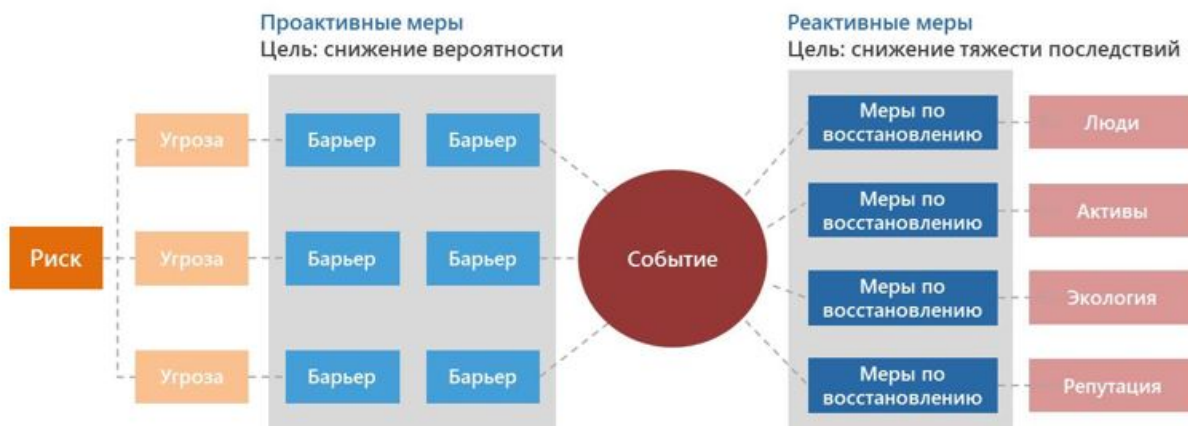 Проактивные меры
Цель: снижение вероятности
Реактивные меры
Цель: снижение тяжести последствий
Риск
Угроза
Барьер
Барьер
Угроза
Барьер
Барьер
Угроза
Барьер
Барьер
Событие
Меры по
восстановлению
Люди
Меры по
восстановлению
Активы
Меры по
восстановлению
Экология
Меры по
восстановлению
Репутация